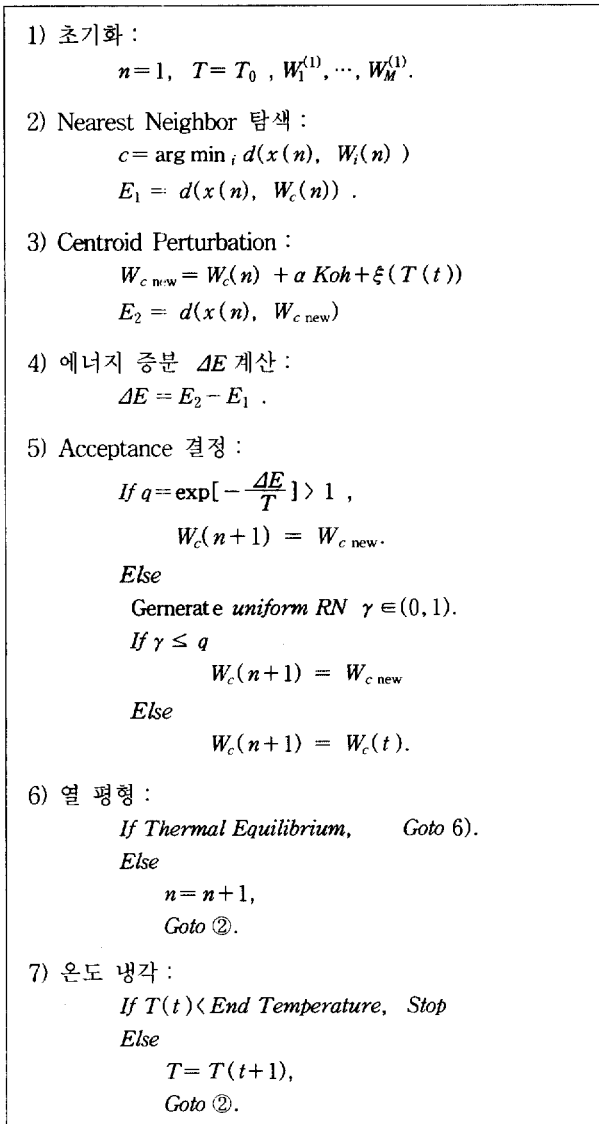 1) 초기화 :
n=1, T=T₀ , W₁⁽¹⁾, ⋯, W_M⁽¹⁾.
2) Nearest Neighbor 탐색 :
c= arg min ᵢ d(x(n), Wᵢ(n) )
E₁ = d(x(n), W_c(n)) .
3) Centroid Perturbation :
W_c new = W_c(n) + α Koh+ξ(T(t))
E₂ = d(x(n), W_c new)
4) 에너지 증분 ΔE 계산 :
ΔE = E₂ − E₁ .
5) Acceptance 결정 :
If q=exp[−ΔE/T] > 1 ,
W_c(n+1) = W_c new.
Else
Gernerate uniform RN γ∈(0, 1).
If γ ≤ q
W_c(n+1) = W_c new
Else
W_c(n+1) = W_c(t).
6) 열 평형 :
If Thermal Equilibrium, Goto 6).
Else
n= n+1,
Goto ②.
7) 온도 냉각 :
If T(t)< End Temperature, Stop
Else
T= T(t+1),
Goto ②.